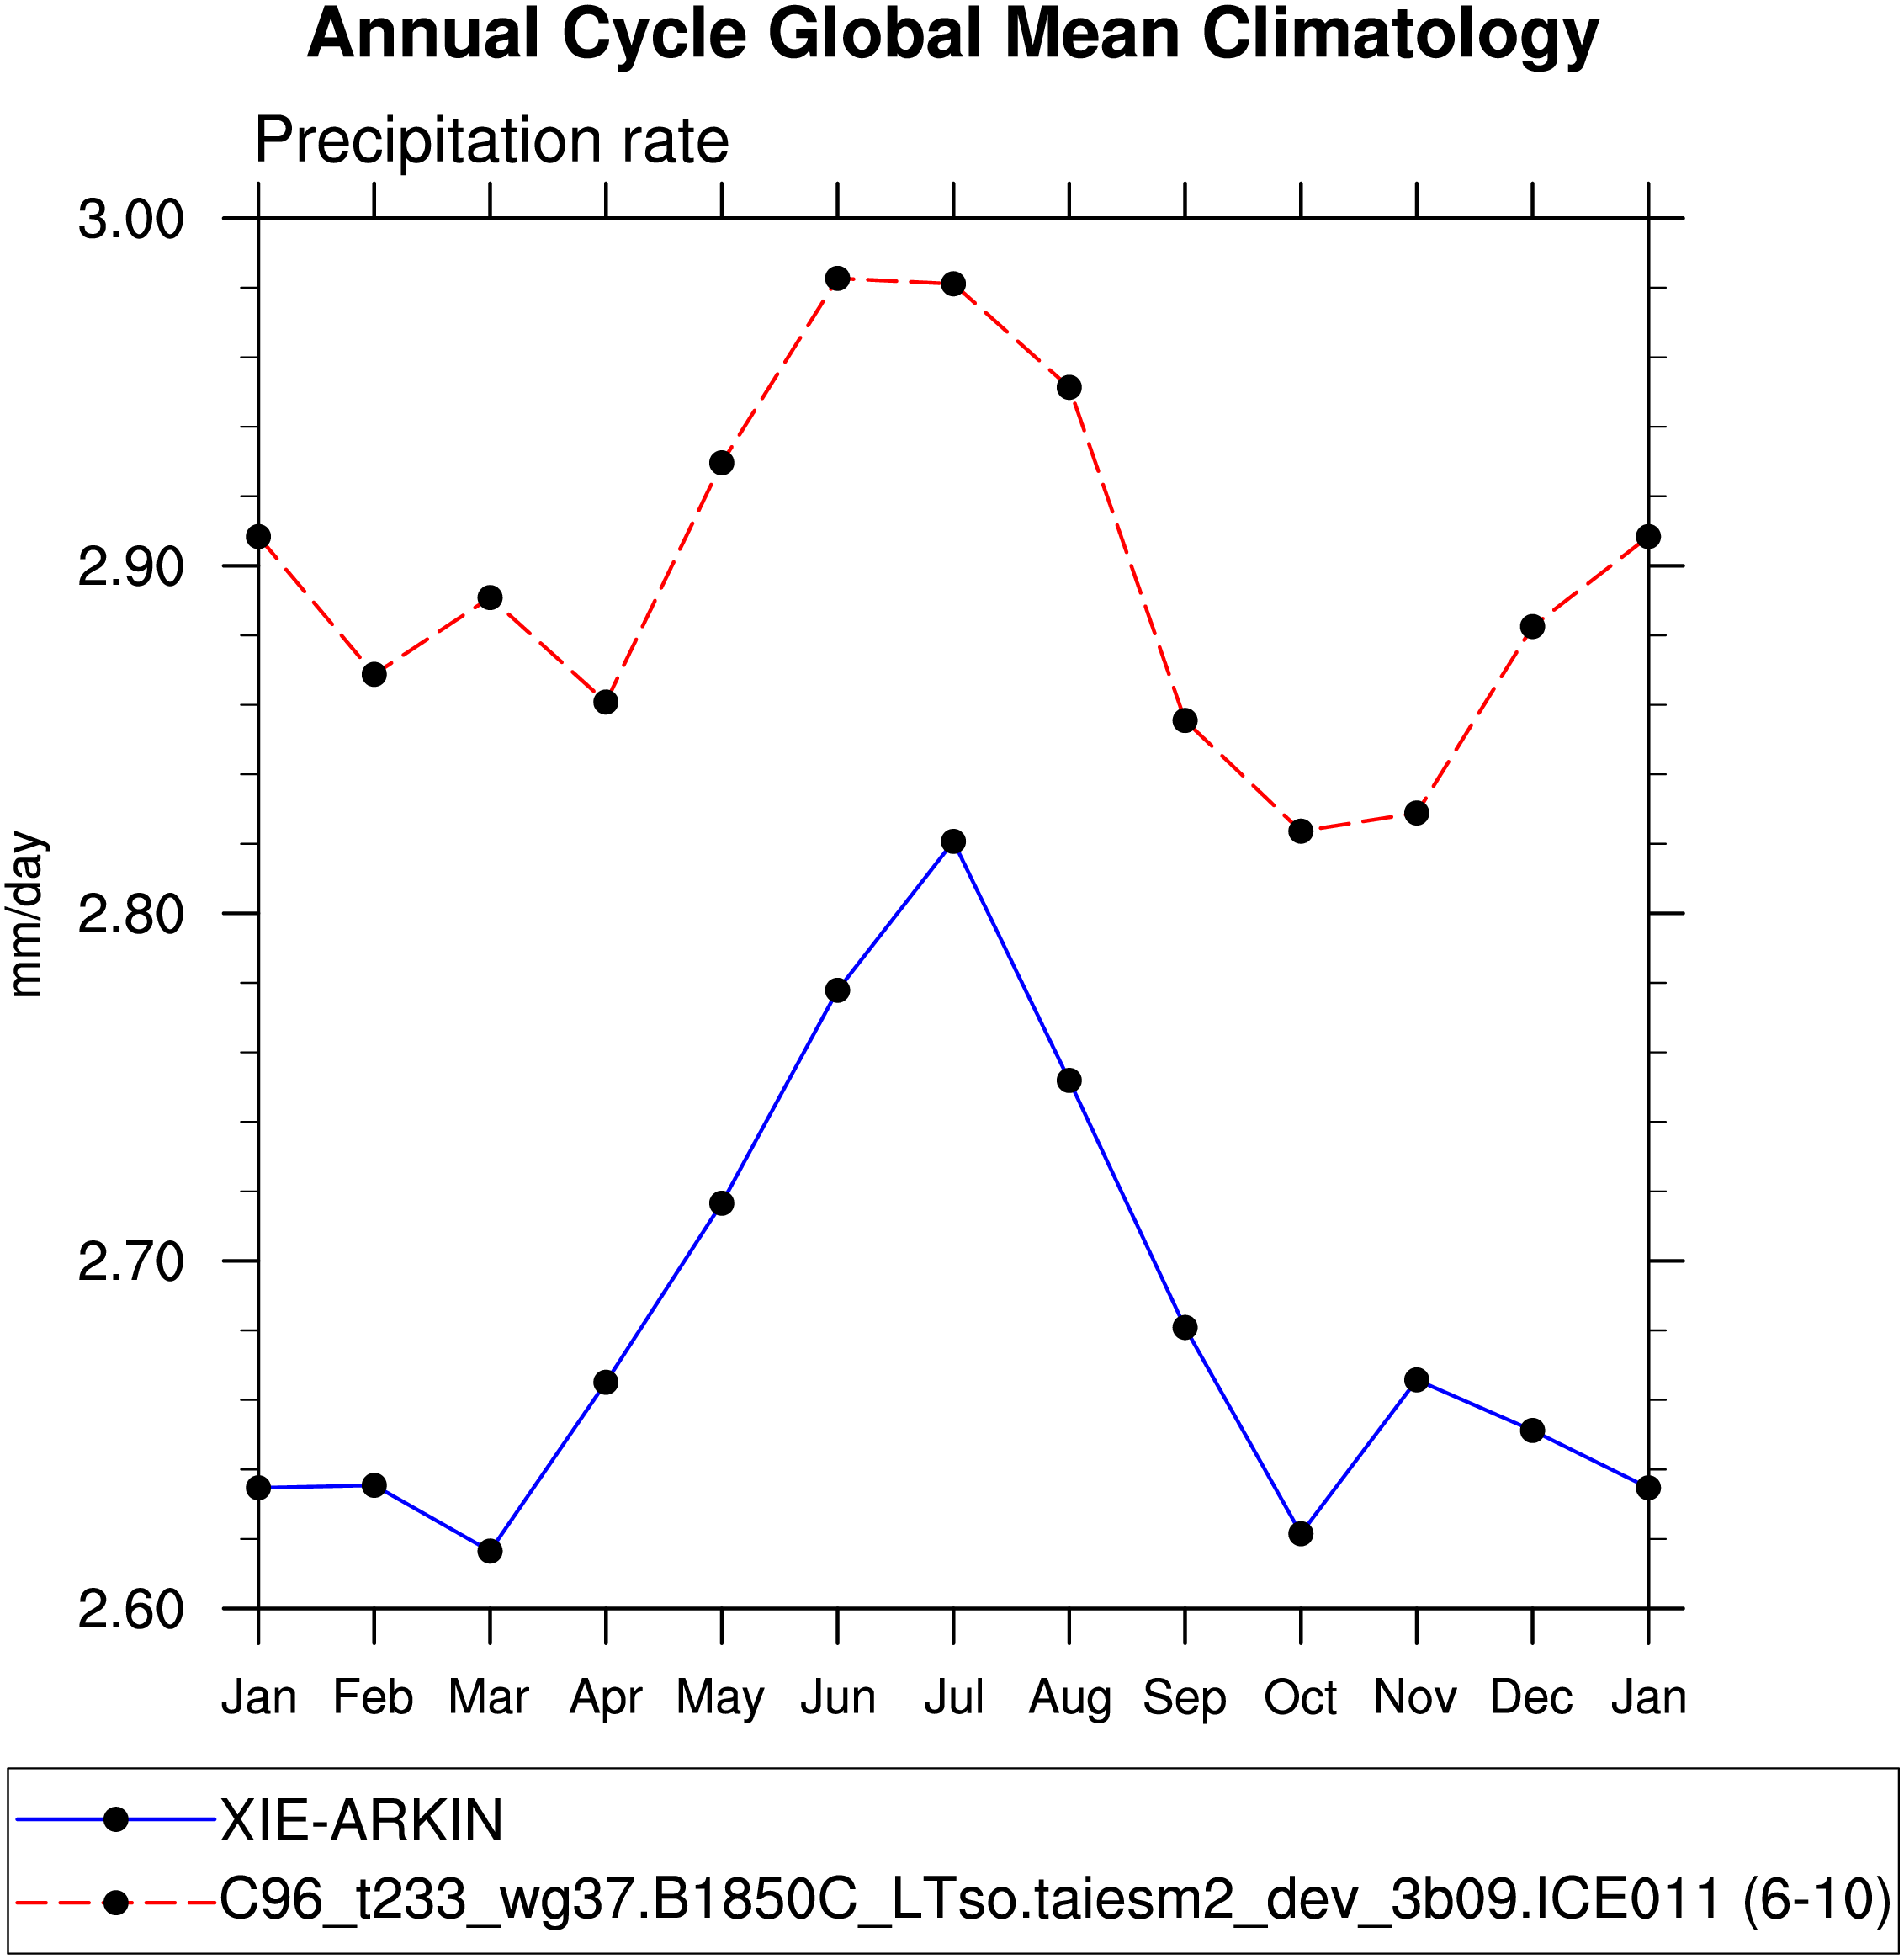 Annual Cycle Global Mean Climatology
Precipitation rate
3.00
2.90
2.80
2.70
2.60
mm/day
Jan Feb Mar Apr May Jun Jul Aug Sep Oct Nov Dec Jan
XIE-ARKIN
C96_t233_wg37.B1850C_LTso.taiesm2_dev_3b09.ICE011 (6-10)